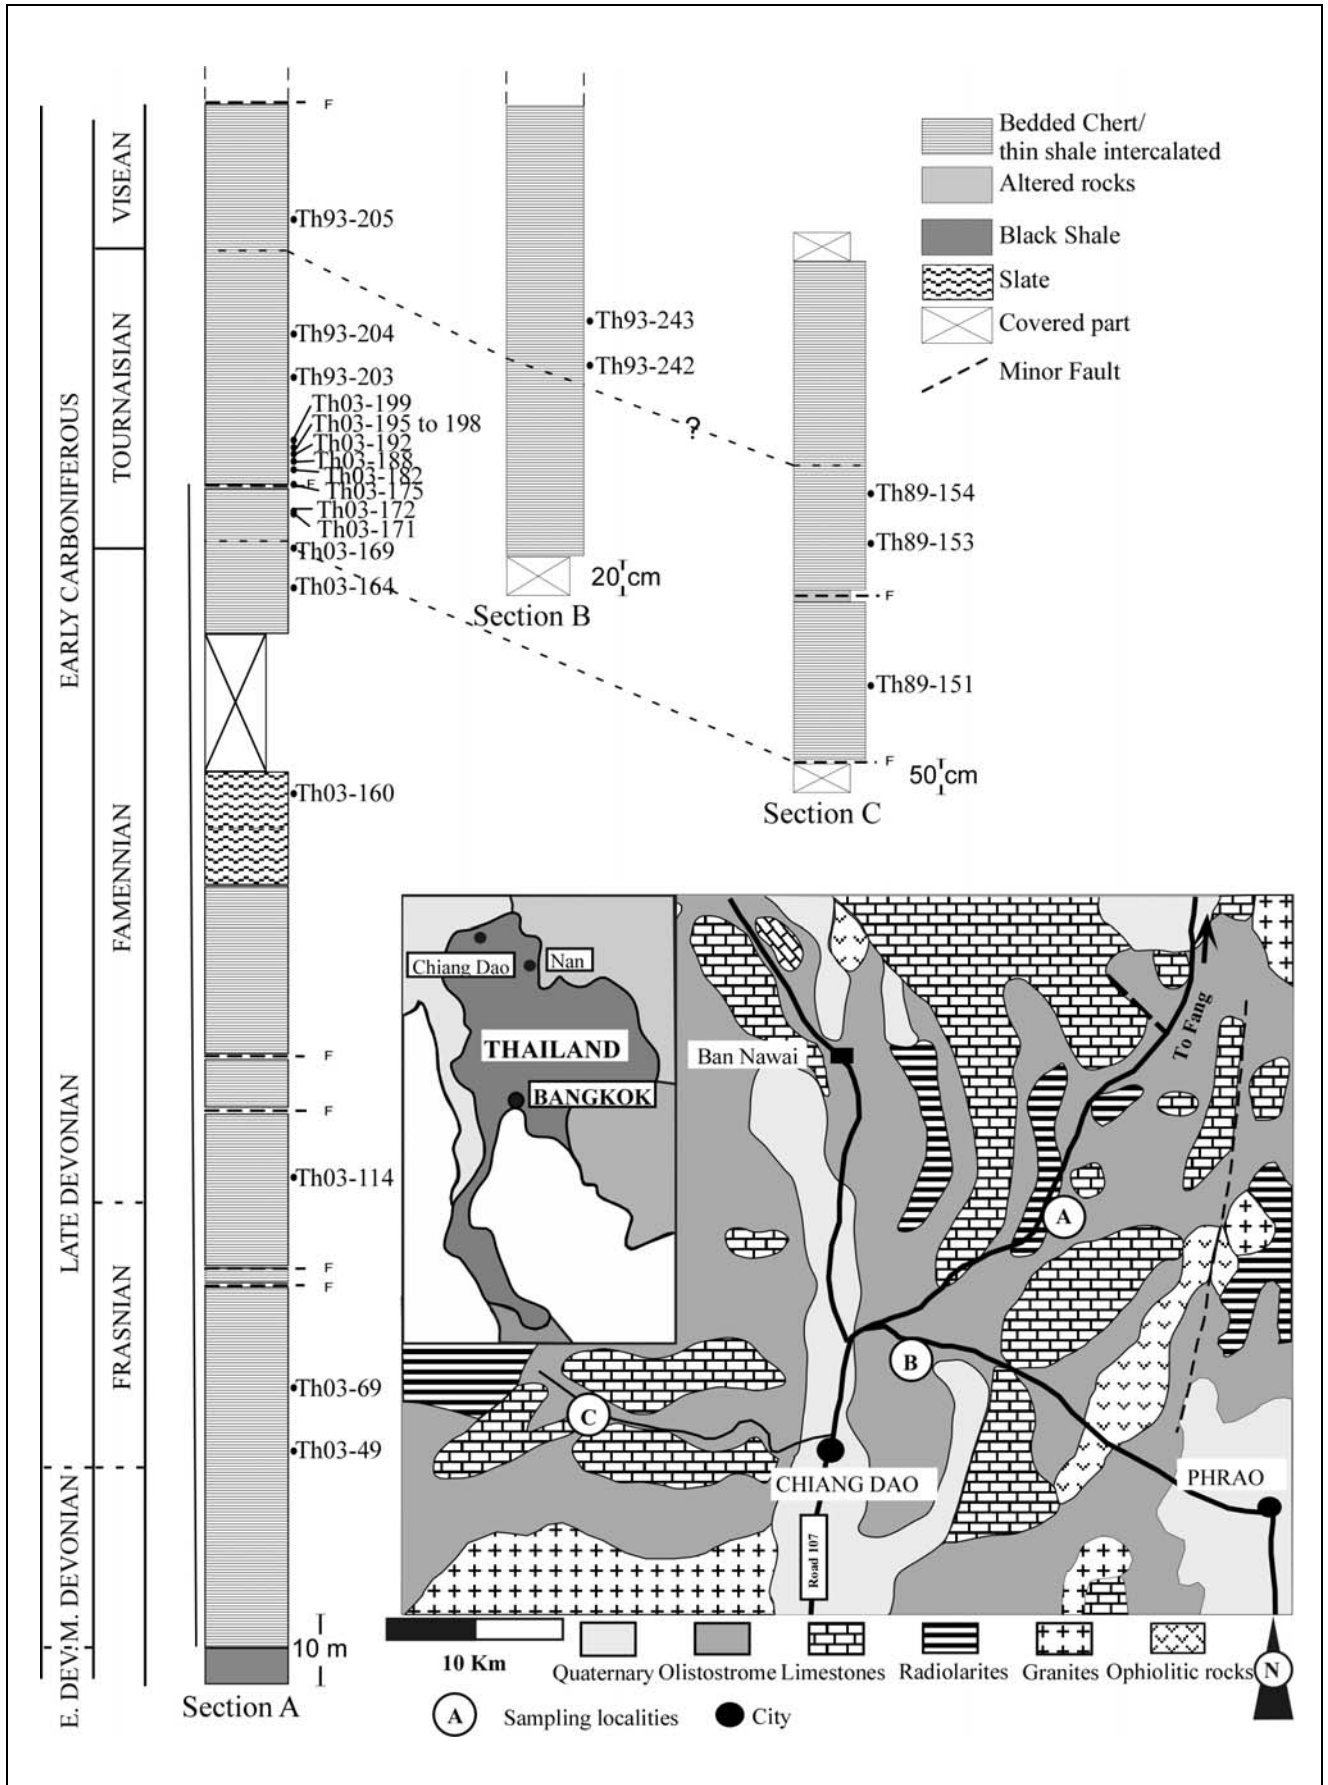 F
VISEAN
Th93-205
TOURNAISIAN
Th93-204
Th93-203
Th03-199
Th03-195 to 198
Th03-192
Th03-188
Th03-182
F
Th03-175
Th03-172
Th03-171
Th03-169
Th03-164
EARLY CARBONIFEROUS
Th03-160
FAMENNIAN
F
F
LATE DEVONIAN
Th03-114
F
F
FRASNIAN
Th03-69
Th03-49
M. DEVONIAN
E. DEV.
10 m
Section A
Th93-243
Th93-242
20 cm
Section B
?
Th89-154
Th89-153
F
Th89-151
F
50 cm
Section C
Bedded Chert/
thin shale intercalated
Altered rocks
Black Shale
Slate
Covered part
Minor Fault
Chiang Dao
Nan
THAILAND
BANGKOK
Ban Nawai
To Fang
A
B
C
CHIANG DAO
PHRAO
Road 107
10 Km
Quaternary
Olistostrome
Limestones
Radiolarites
Granites
Ophiolitic rocks
N
A
Sampling localities
City